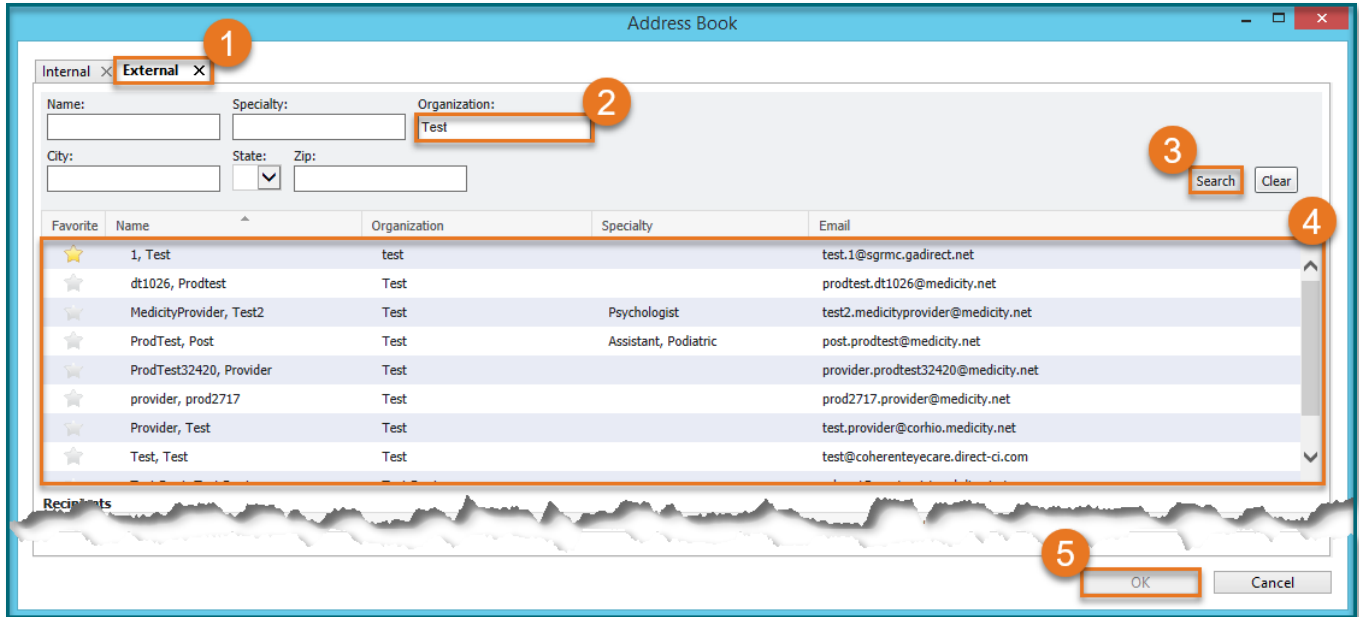 Address Book
1
Internal External
2
Name: Specialty: Organization:
Test
3
City: State: Zip:
Search Clear
4
Favorite Name Organization Specialty Email
1, Test test test.1@sgrmc.gadirect.net
dt1026, Prodtest Test prodtest.dt1026@medicity.net
MedicityProvider, Test2 Test Psychologist test2.medicityprovider@medicity.net
ProdTest, Post Test Assistant, Podiatric post.prodtest@medicity.net
ProdTest32420, Provider Test provider.prodtest32420@medicity.net
provider, prod2717 Test prod2717.provider@medicity.net
Provider, Test Test test.provider@corhio.medicity.net
Test, Test Test test@coherenteyecare.direct-ci.com
Recipients
5
OK Cancel